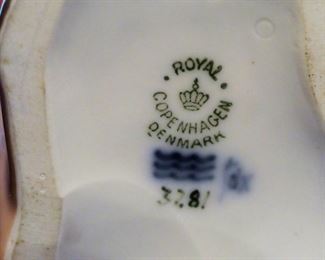 ROYAL
COPENHAGEN
DENMARK
3281